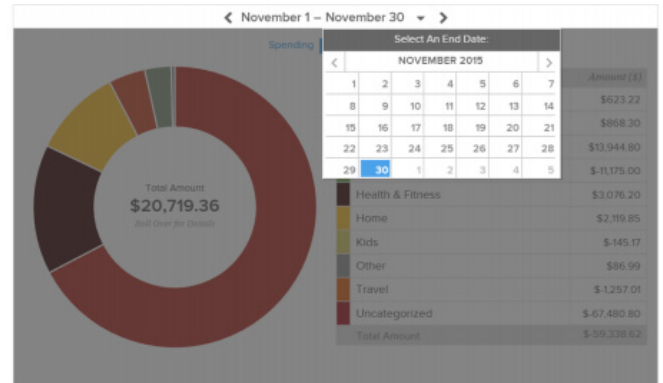 November 1 – November 30
Spending
Select An End Date:
NOVEMBER 2015
1 2 3 4 5 6 7
8 9 10 11 12 13 14
15 16 17 18 19 20 21
22 23 24 25 26 27 28
29 30 1 2 3 4 5
Amount ($)
$623.22
$868.30
$13,944.80
$-11,175.00
Total Amount
$20,719.36
Roll Over for Details
Health & Fitness $3,076.20
Home $2,119.85
Kids $-145.17
Other $86.99
Travel $-1,257.01
Uncategorized $-67,480.80
Total Amount $-59,338.62